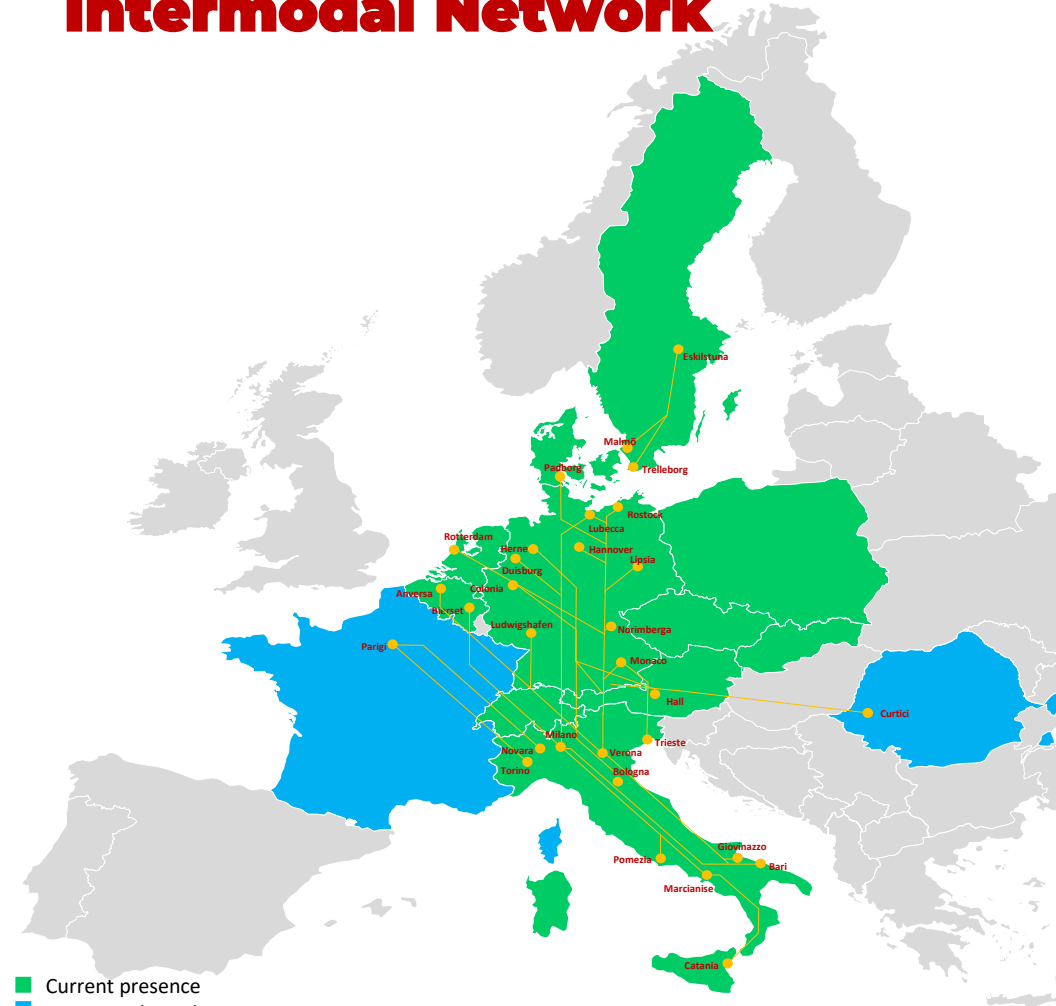 Intermodal Network
Eskilstuna
Malmö
Trelleborg
Padborg
Rostock
Lubecca
Rotterdam
Herne
Hannover
Duisburg
Lipsia
Colonia
Anversa
Bierset
Ludwigshafen
Norimberga
Parigi
Monaco
Hall
Curtici
Milano
Trieste
Novara
Verona
Torino
Bologna
Giovinazzo
Pomezia
Bari
Marcianise
Catania
Current presence